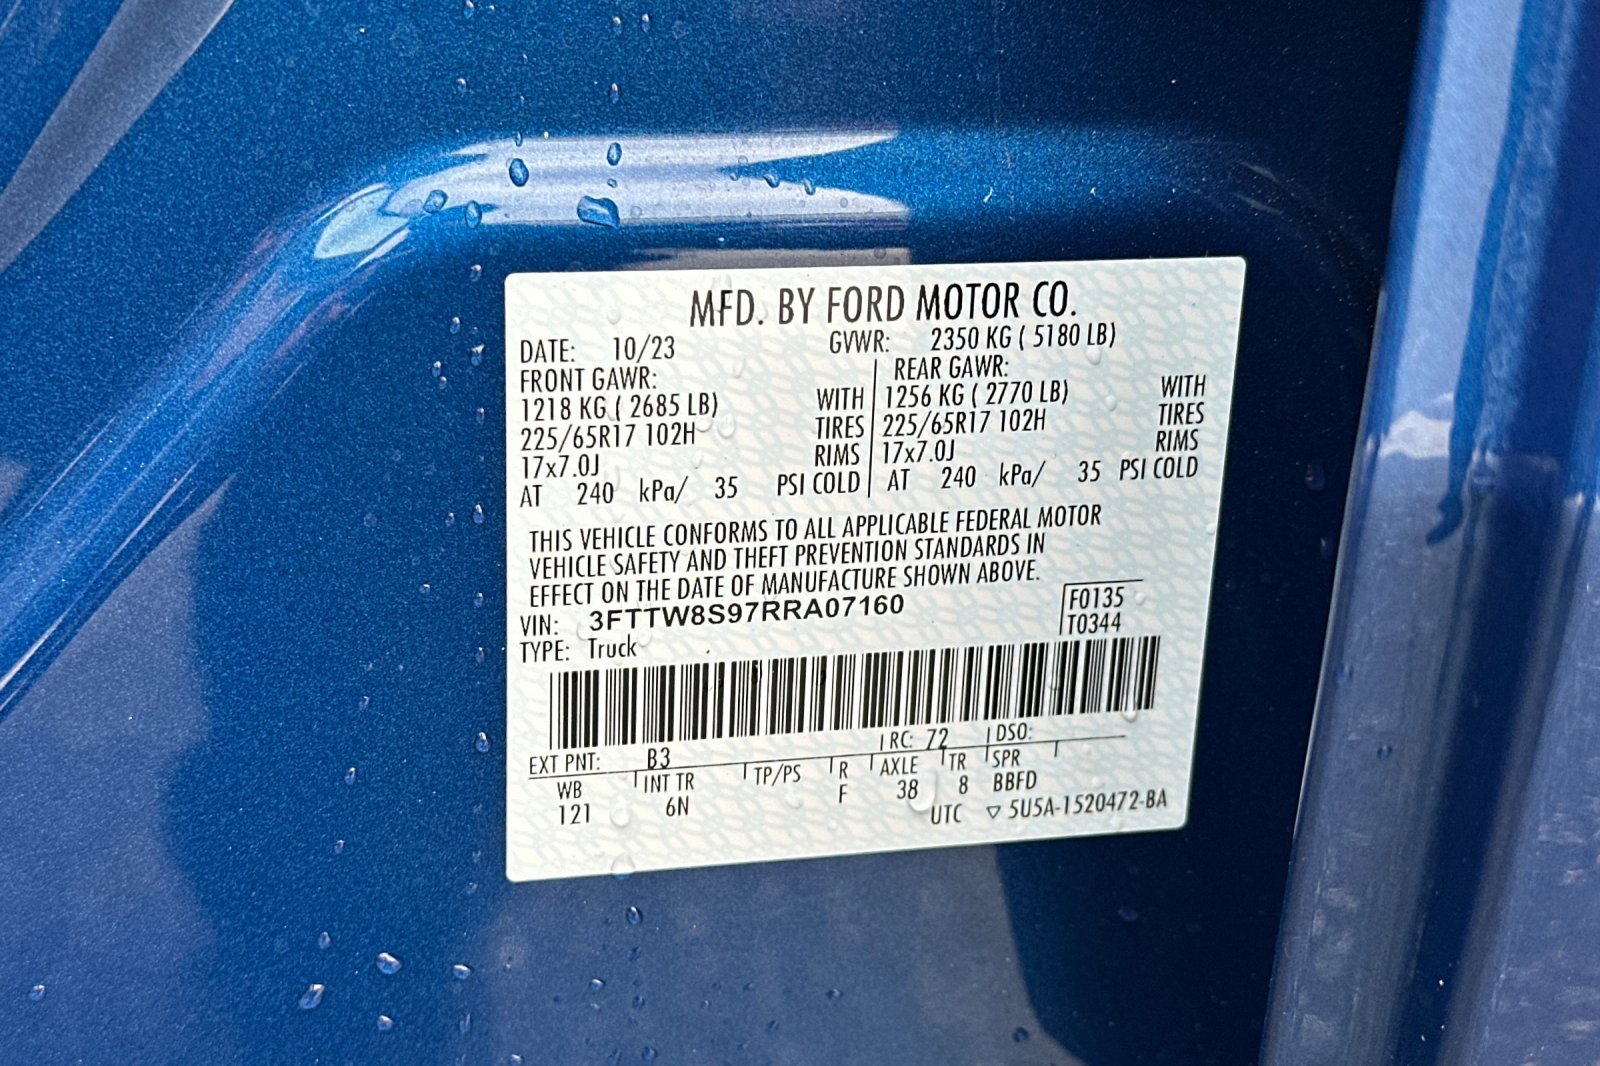 MFD. BY FORD MOTOR CO.
DATE: 10/23 GVWR: 2350 KG ( 5180 LB)
FRONT GAWR: REAR GAWR:
1218 KG ( 2685 LB) WITH 1256 KG ( 2770 LB) WITH
225/65R17 102H TIRES 225/65R17 102H TIRES
17x7.0J RIMS 17x7.0J RIMS
AT 240 kPa/ 35 PSI COLD AT 240 kPa/ 35 PSI COLD
THIS VEHICLE CONFORMS TO ALL APPLICABLE FEDERAL MOTOR
VEHICLE SAFETY AND THEFT PREVENTION STANDARDS IN
EFFECT ON THE DATE OF MANUFACTURE SHOWN ABOVE.
VIN: 3FTTW8S97RRA07160 F0135
TYPE: Truck T0344
EXT PNT: B3 RC: 72 DSO:
WB INT TR TP/PS R AXLE TR SPR
121 6N F 38 8 BBFD
UTC ▽ 5U5A-1520472-BA